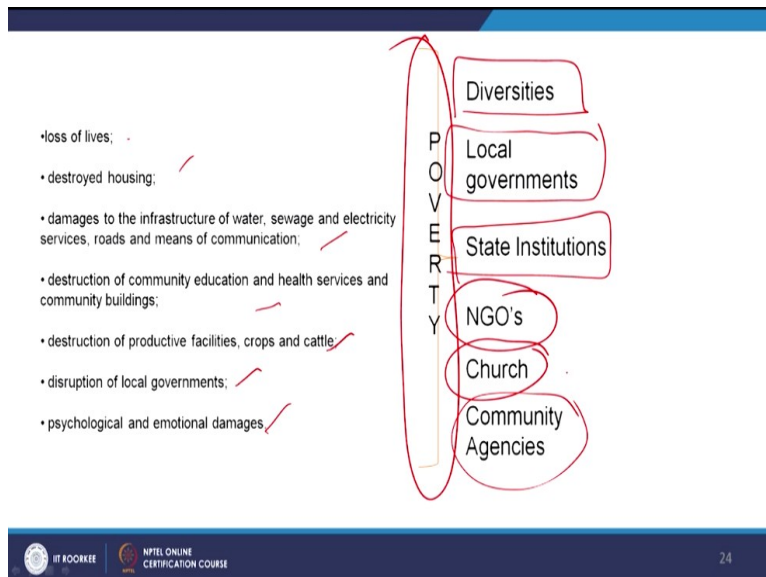 •loss of lives;
• destroyed housing;
• damages to the infrastructure of water, sewage and electricity
services, roads and means of communication;
• destruction of community education and health services and
community buildings;
• destruction of productive facilities, crops and cattle;
• disruption of local governments;
• psychological and emotional damages
POVERTY
Diversities
Local
governments
State Institutions
NGO's
Church
Community
Agencies
IIT ROORKEE
NPTEL ONLINE
CERTIFICATION COURSE
24